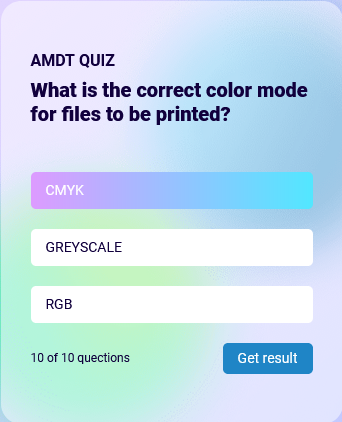 AMDT QUIZ
What is the correct color mode
for files to be printed?
CMYK
GREYSCALE
RGB
10 of 10 questions
Get result